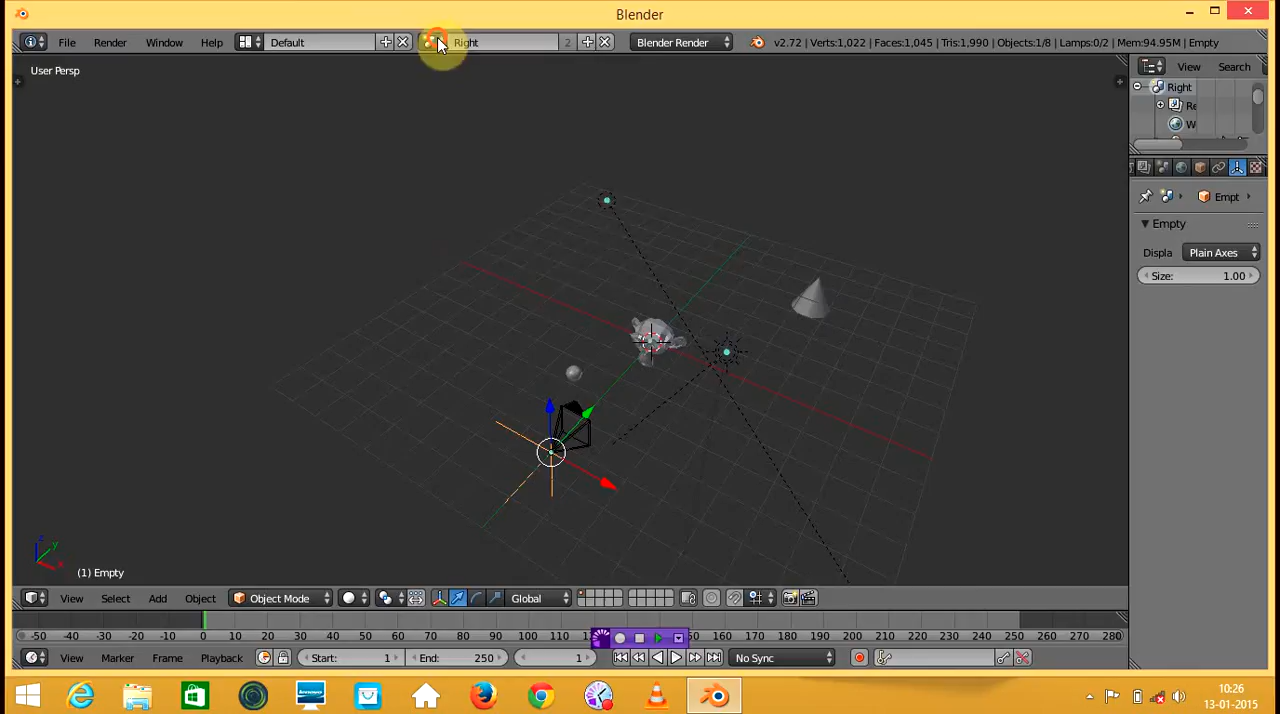 Blender
File Render Window Help Default Right 2 Blender Render v2.72 | Verts:1,022 | Faces:1,045 | Tris:1,990 | Objects:1/8 | Lamps:0/2 | Mem:94.95M | Empty
User Persp
View Search
Right
Re
W
Empt
Empty
Displa Plain Axes
Size: 1.00
z
y
x
(1) Empty
View Select Add Object Object Mode Global
-50 -40 -30 -20 -10 0 10 20 30 40 50 60 70 80 90 100 110 150 160 170 180 190 200 210 220 230 240 250 260 270 280
View Marker Frame Playback Start: 1 End: 250 1 No Sync
lenovo
10:26
13-01-2015